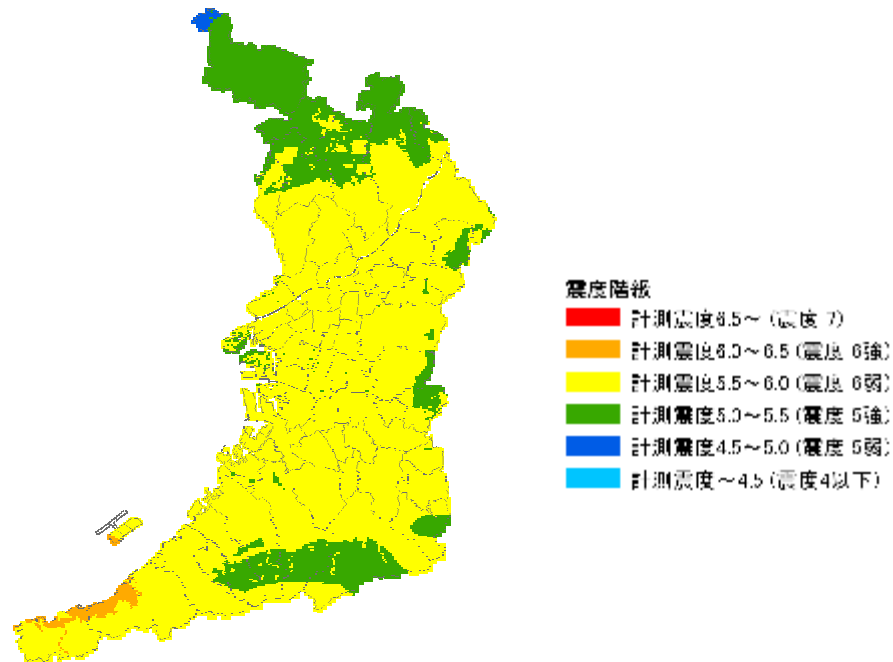 震度階級
計測震度6.5～ (震度 7)
計測震度6.0～6.5 (震度 6強)
計測震度5.5～6.0 (震度 6弱)
計測震度5.0～5.5 (震度 5強)
計測震度4.5～5.0 (震度 5弱)
計測震度～4.5 (震度4以下)